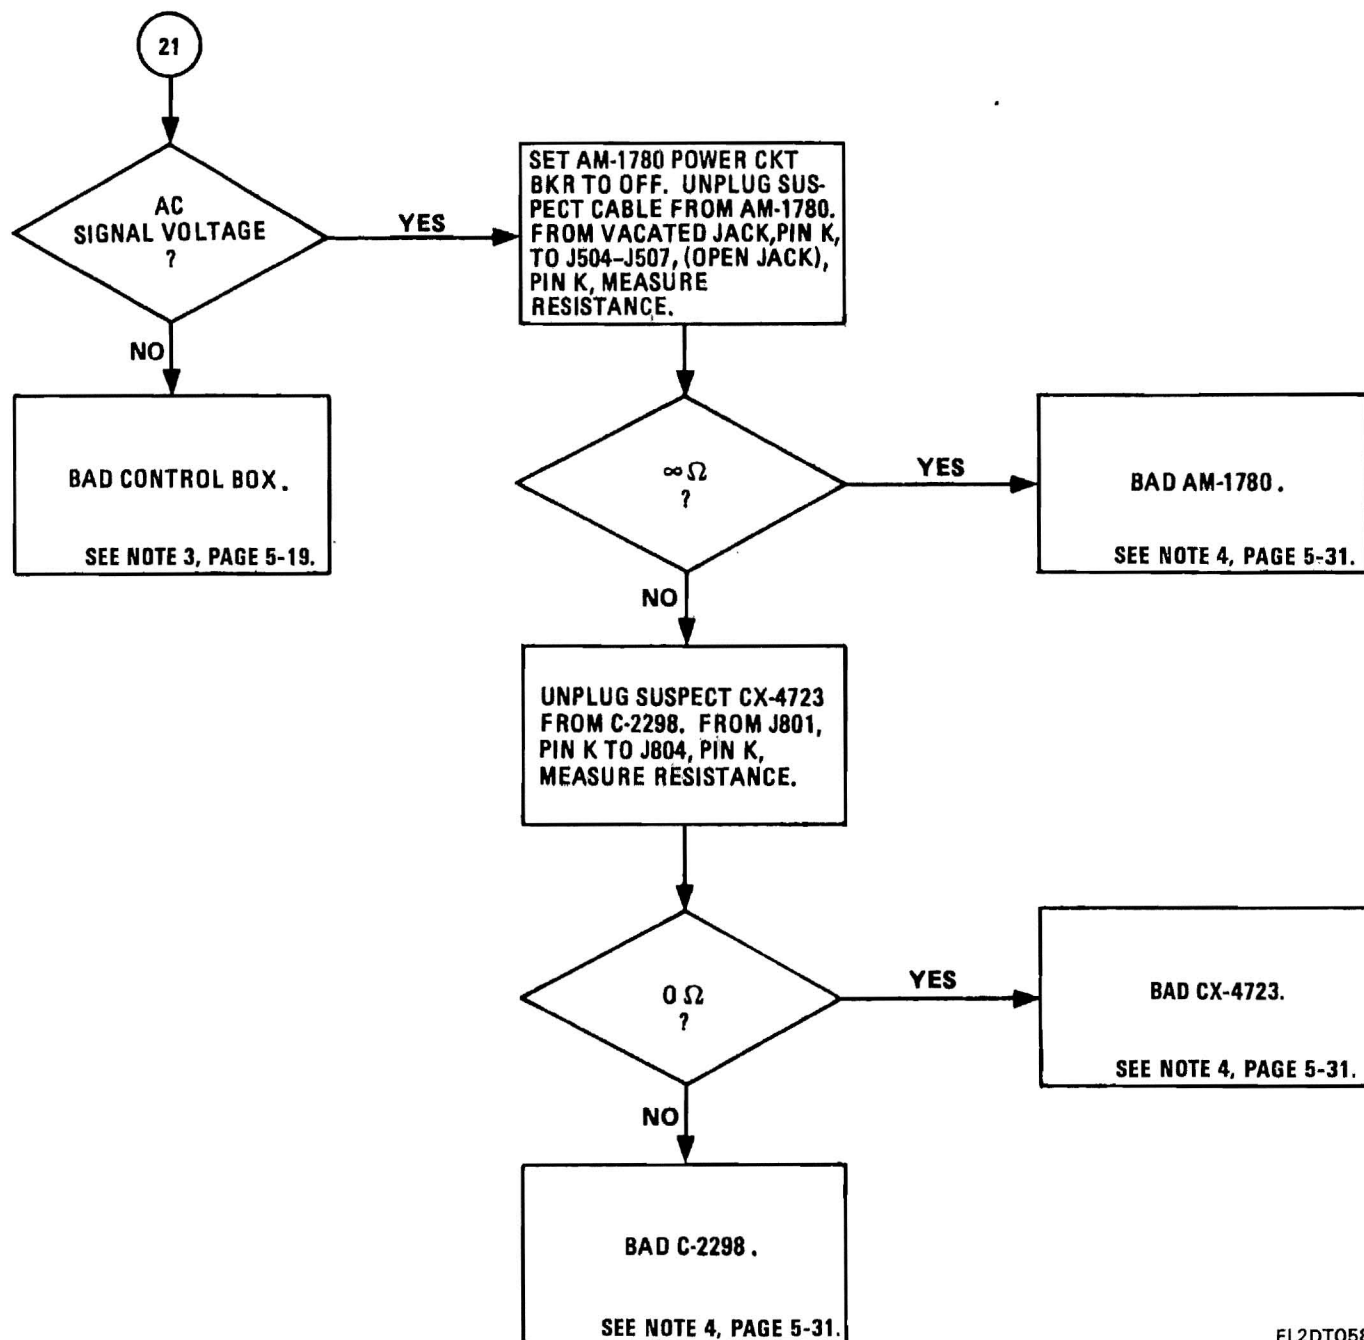 21
AC
SIGNAL VOLTAGE
?
YES
SET AM-1780 POWER CKT
BKR TO OFF. UNPLUG SUS-
PECT CABLE FROM AM-1780.
FROM VACATED JACK, PIN K,
TO J504–J507, (OPEN JACK),
PIN K, MEASURE
RESISTANCE.
NO
BAD CONTROL BOX.
SEE NOTE 3, PAGE 5-19.
∞ Ω
?
YES
BAD AM-1780.
SEE NOTE 4, PAGE 5-31.
NO
UNPLUG SUSPECT CX-4723
FROM C-2298. FROM J801,
PIN K TO J804, PIN K,
MEASURE RESISTANCE.
0 Ω
?
YES
BAD CX-4723.
SEE NOTE 4, PAGE 5-31.
NO
BAD C-2298.
SEE NOTE 4, PAGE 5-31.
EL2DT058